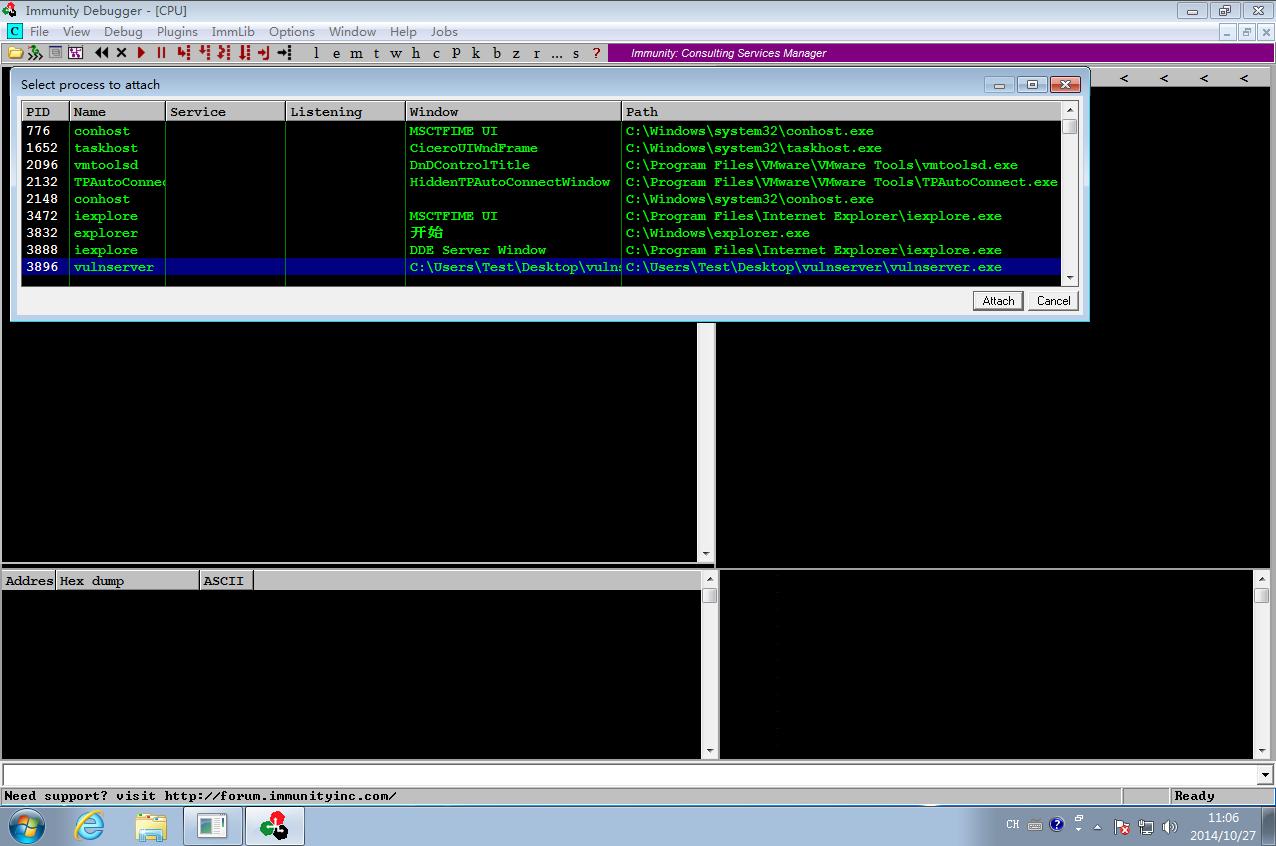 Immunity Debugger - [CPU]
C File View Debug Plugins ImmLib Options Window Help Jobs
l e m t w h c P k b z r ... s ? Immunity: Consulting Services Manager
Select process to attach
PID Name Service Listening Window Path
776 conhost MSCTFIME UI C:\Windows\system32\conhost.exe
1652 taskhost CiceroUIWndFrame C:\Windows\system32\taskhost.exe
2096 vmtoolsd DnDControlTitle C:\Program Files\VMware\VMware Tools\vmtoolsd.exe
2132 TPAutoConnec HiddenTPAutoConnectWindow C:\Program Files\VMware\VMware Tools\TPAutoConnect.exe
2148 conhost C:\Windows\system32\conhost.exe
3472 iexplore MSCTFIME UI C:\Program Files\Internet Explorer\iexplore.exe
3832 explorer 开始 C:\Windows\explorer.exe
3888 iexplore DDE Server Window C:\Program Files\Internet Explorer\iexplore.exe
3896 vulnserver C:\Users\Test\Desktop\vulns C:\Users\Test\Desktop\vulnserver\vulnserver.exe
Attach Cancel
< < < <
Addres Hex dump ASCII
Need support? visit http://forum.immunityinc.com/ Ready
CH ? 11:06
2014/10/27